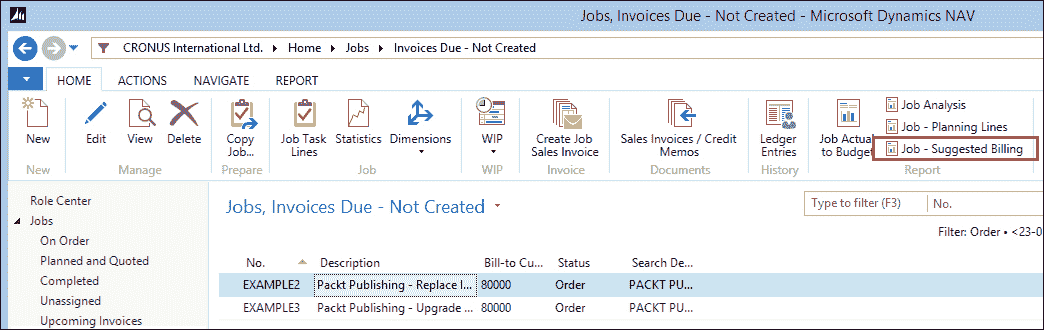 Jobs, Invoices Due - Not Created - Microsoft Dynamics NAV
CRONUS International Ltd. Home Jobs Invoices Due - Not Created
HOME ACTIONS NAVIGATE REPORT
New Edit View Delete Copy Job... Job Task Lines Statistics Dimensions WIP Create Job Sales Invoice Sales Invoices / Credit Memos Ledger Entries Job Actual to Budget
Job Analysis
Job - Planning Lines
Job - Suggested Billing
New Manage Prepare Job WIP Invoice Documents History Report
Role Center
Jobs
On Order
Planned and Quoted
Completed
Unassigned
Upcoming Invoices
Jobs, Invoices Due - Not Created
Type to filter (F3) No.
Filter: Order • <23-0
No. Description Bill-to Cu... Status Search De...
EXAMPLE2 Packt Publishing - Replace I... 80000 Order PACKT PU...
EXAMPLE3 Packt Publishing - Upgrade ... 80000 Order PACKT PU...